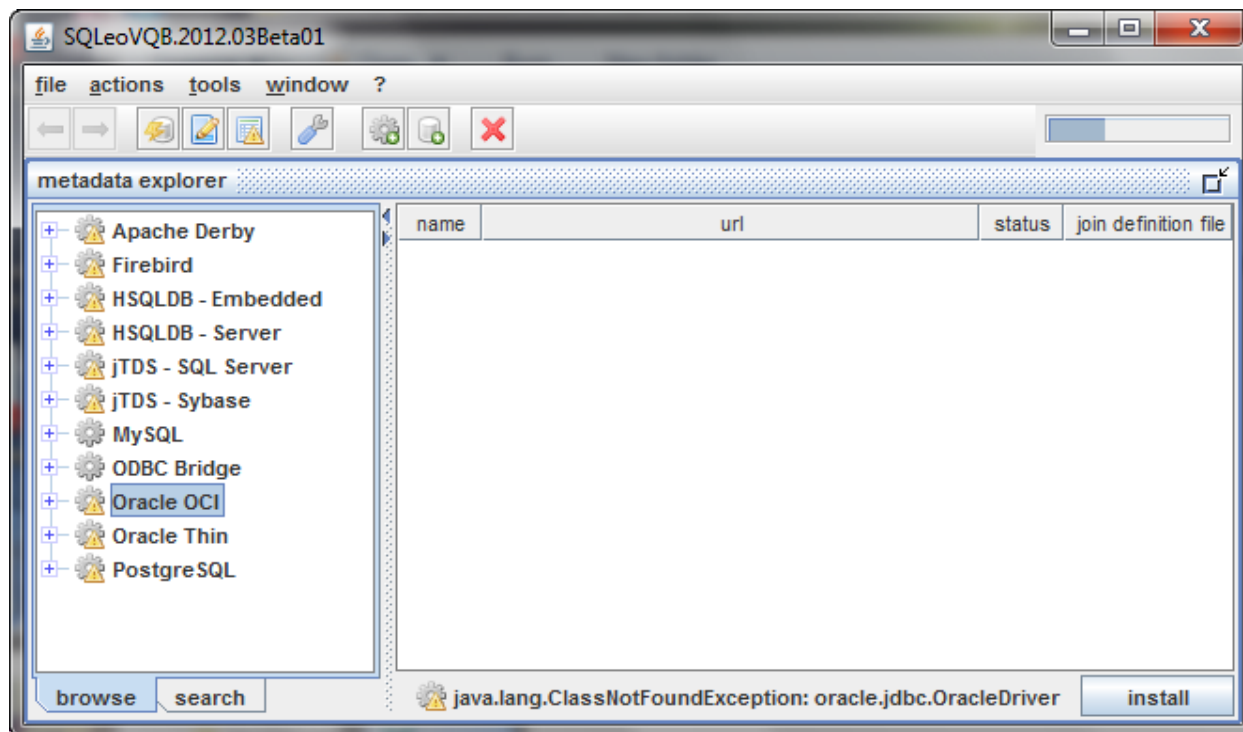 SQLeoVQB.2012.03Beta01
file actions tools window ?
metadata explorer
name url status join definition file
Apache Derby
Firebird
HSQLDB - Embedded
HSQLDB - Server
jTDS - SQL Server
jTDS - Sybase
MySQL
ODBC Bridge
Oracle OCI
Oracle Thin
PostgreSQL
browse search
java.lang.ClassNotFoundException: oracle.jdbc.OracleDriver install